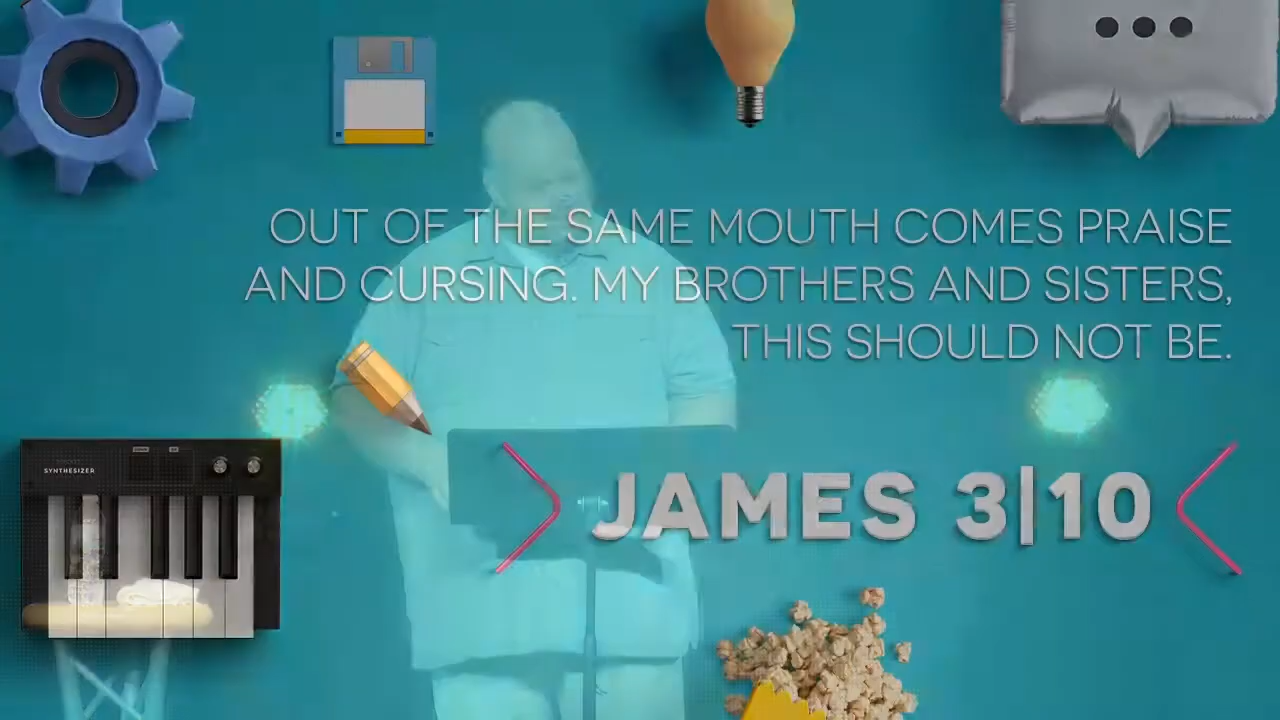 OUT OF THE SAME MOUTH COMES PRAISE
AND CURSING. MY BROTHERS AND SISTERS,
THIS SHOULD NOT BE.
JAMES 3|10
SYNTHESIZER